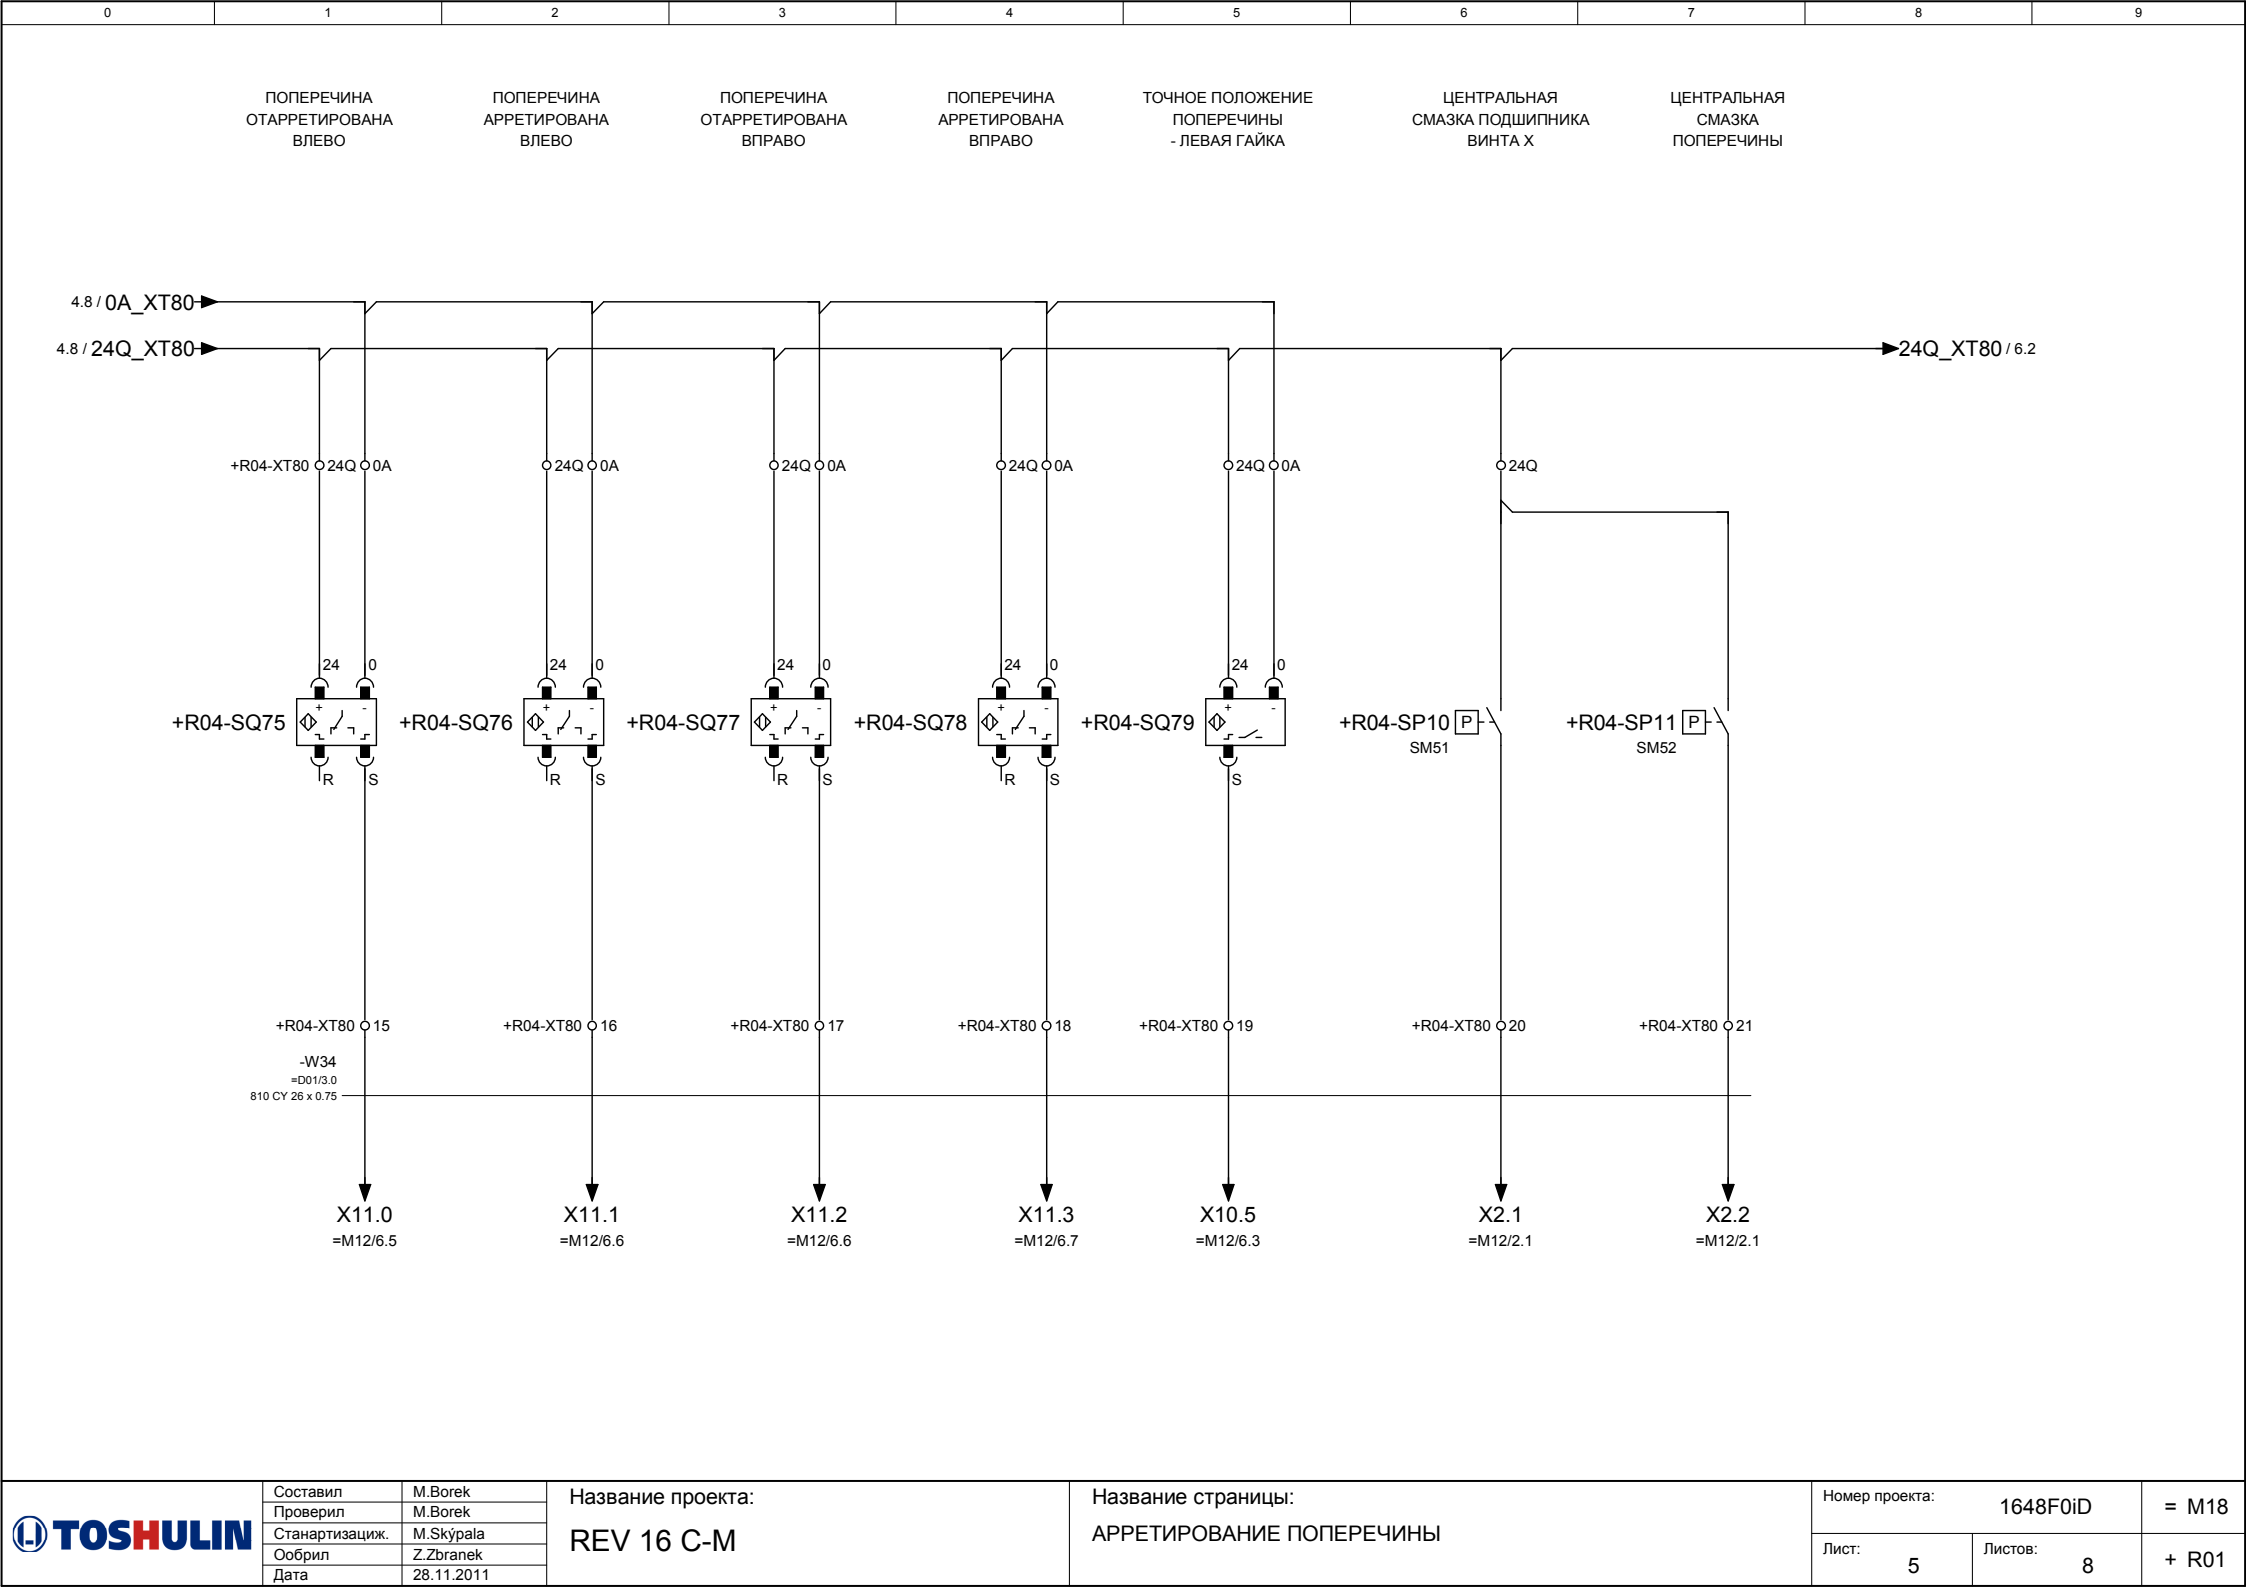 0 1 2 3 4 5 6 7 8 9
ПОПЕРЕЧИНА
ОТАРРЕТИРОВАНА
ВЛЕВО
ПОПЕРЕЧИНА
АРРЕТИРОВАНА
ВЛЕВО
ПОПЕРЕЧИНА
ОТАРРЕТИРОВАНА
ВПРАВО
ПОПЕРЕЧИНА
АРРЕТИРОВАНА
ВПРАВО
ТОЧНОЕ ПОЛОЖЕНИЕ
ПОПЕРЕЧИНЫ
- ЛЕВАЯ ГАЙКА
ЦЕНТРАЛЬНАЯ
СМАЗКА ПОДШИПНИКА
ВИНТА X
ЦЕНТРАЛЬНАЯ
СМАЗКА
ПОПЕРЕЧИНЫ
4.8 / 0A_XT80
4.8 / 24Q_XT80
24Q_XT80 / 6.2
+R04-XT80 24Q 0A 24Q 0A 24Q 0A 24Q 0A 24Q 0A 24Q
24 0 24 0 24 0 24 0 24 0
+ - + - + - + - + -
+R04-SQ75 +R04-SQ76 +R04-SQ77 +R04-SQ78 +R04-SQ79 +R04-SP10 P +R04-SP11 P
SM51 SM52
R S R S R S R S S
+R04-XT80 15 +R04-XT80 16 +R04-XT80 17 +R04-XT80 18 +R04-XT80 19 +R04-XT80 20 +R04-XT80 21
-W34
=D01/3.0
810 CY 26 x 0.75
X11.0 X11.1 X11.2 X11.3 X10.5 X2.1 X2.2
=M12/6.5 =M12/6.6 =M12/6.6 =M12/6.7 =M12/6.3 =M12/2.1 =M12/2.1
TOSHULIN
Составил M.Borek
Проверил M.Borek
Станартизациж. M.Skýpala
Ообрил Z.Zbranek
Дата 28.11.2011
Название проекта:
REV 16 C-M
Название страницы:
АРРЕТИРОВАНИЕ ПОПЕРЕЧИНЫ
Номер проекта: 1648F0iD
= M18
Лист: 5
Листов: 8
+ R01